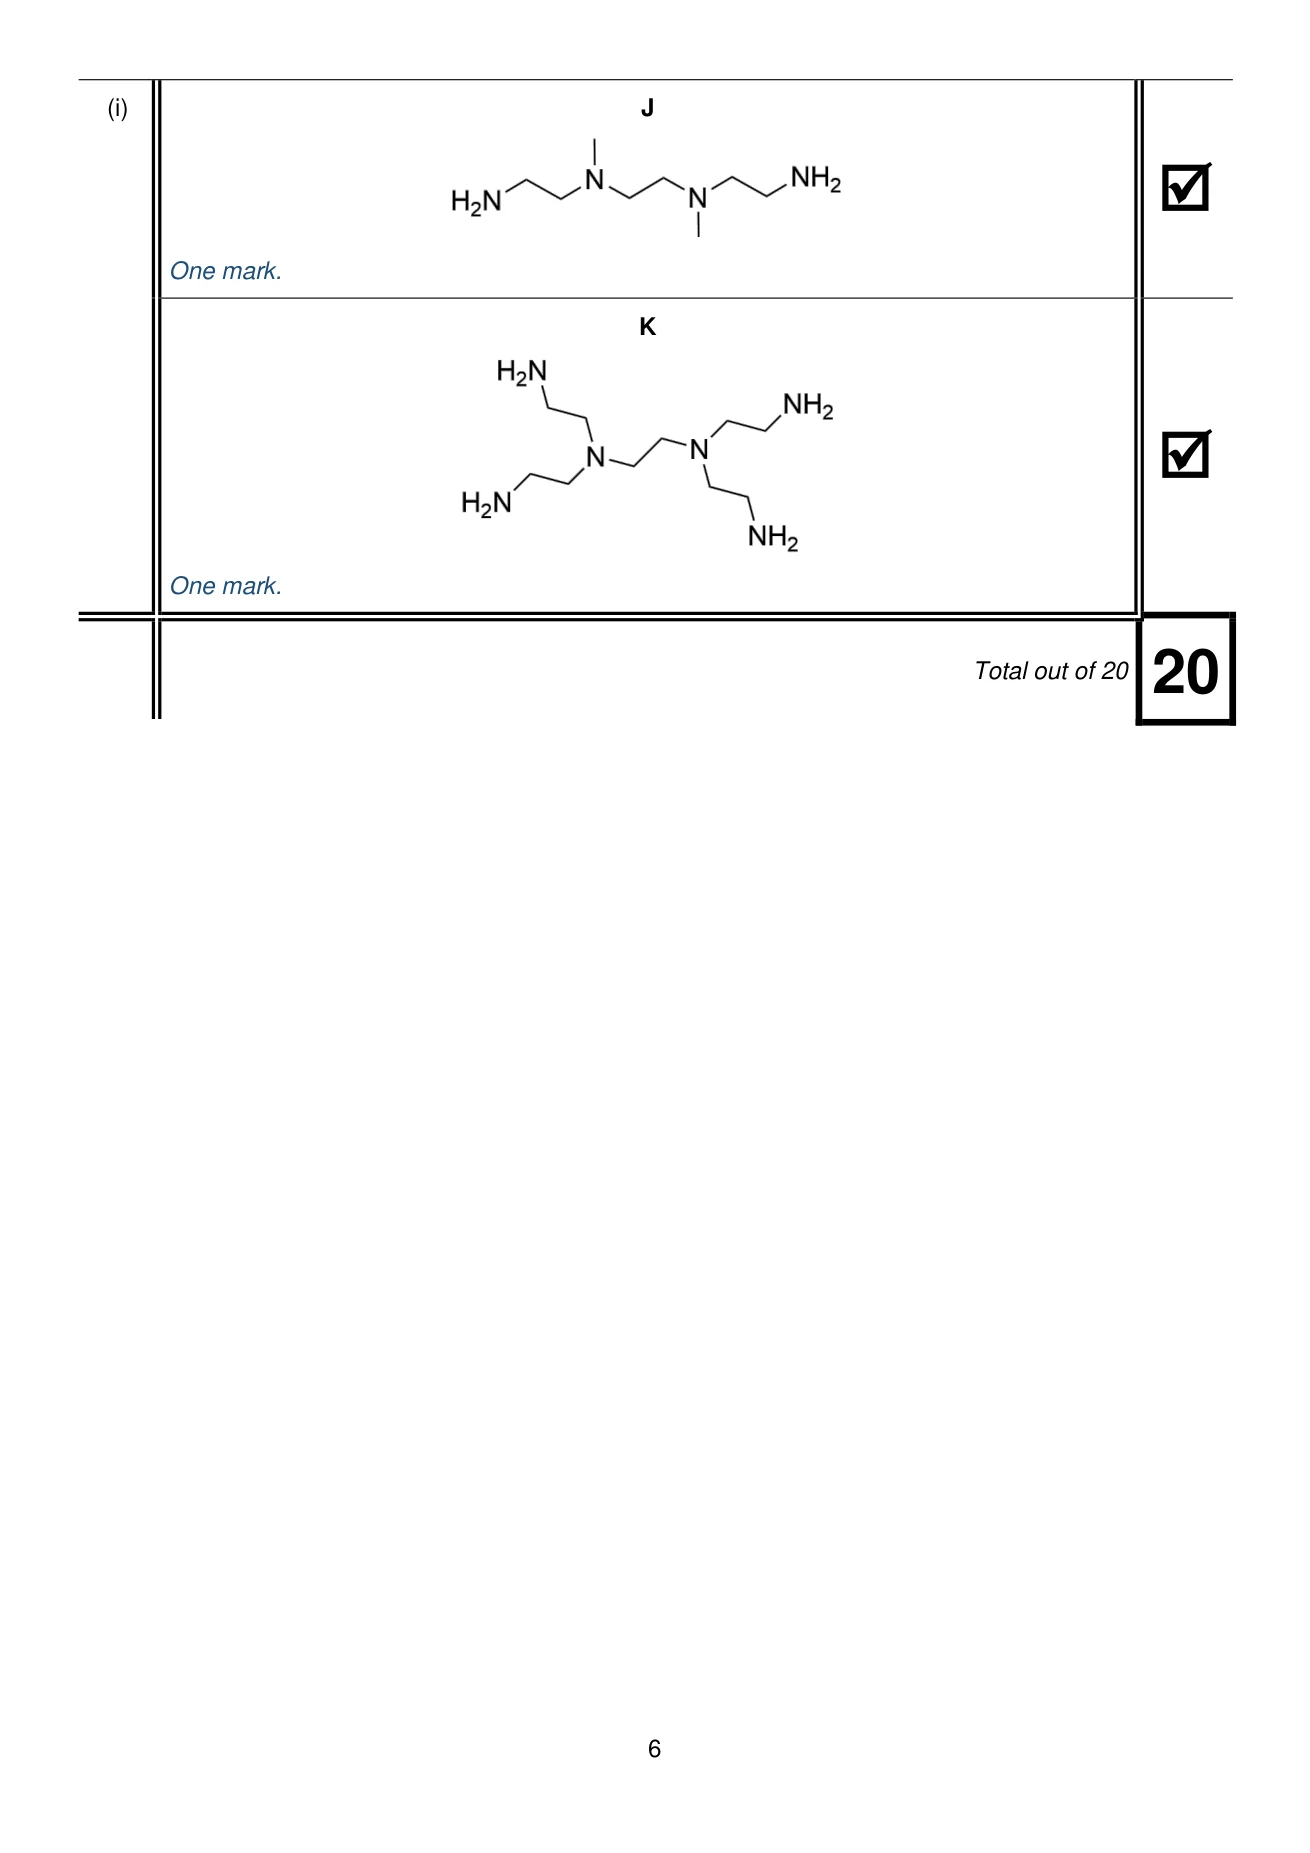 (i)
J
H2N N N NH2
One mark.
K
H2N
NH2
N N
H2N
NH2
One mark.
Total out of 20 20
6